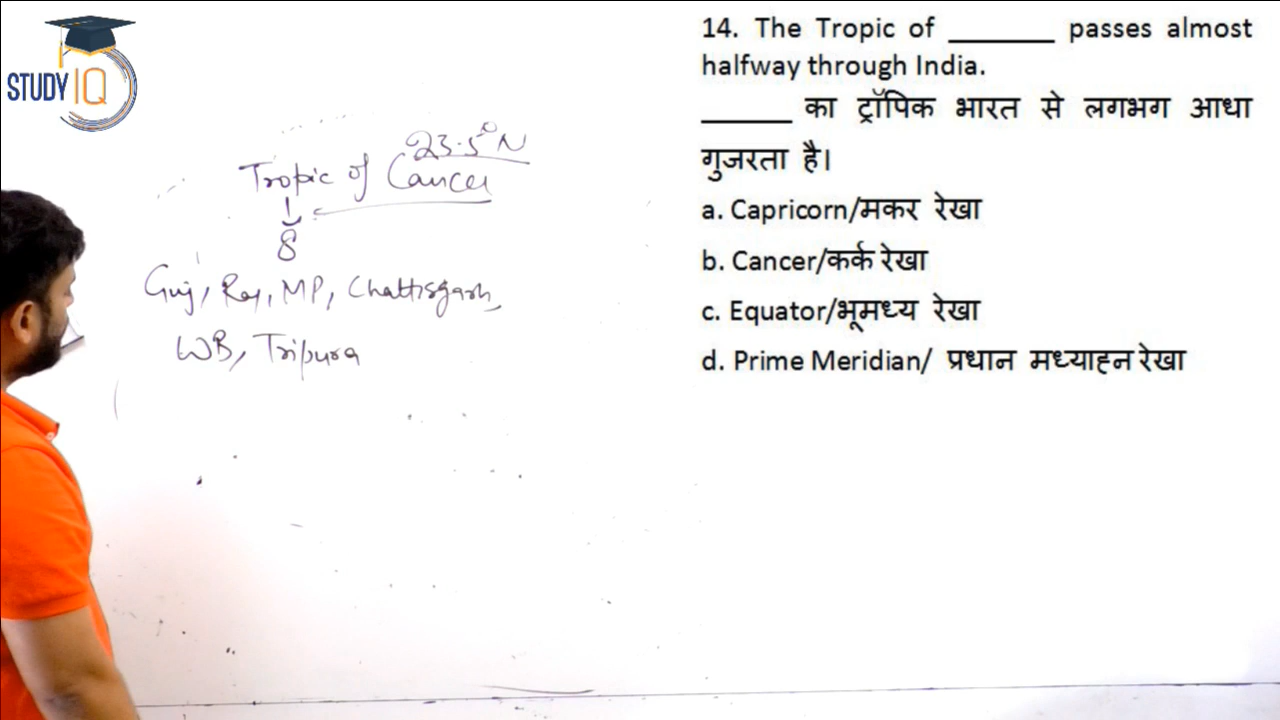 STUDY IQ
23.5°N
Tropic of Cancer
8
Guj, Raj, MP, Chattisgarh,
WB, Tripura
14. The Tropic of _______ passes almost
halfway through India.
______ का ट्रॉपिक भारत से लगभग आधा
गुजरता है।
a. Capricorn/मकर रेखा
b. Cancer/कर्क रेखा
c. Equator/भूमध्य रेखा
d. Prime Meridian/ प्रधान मध्याह्न रेखा